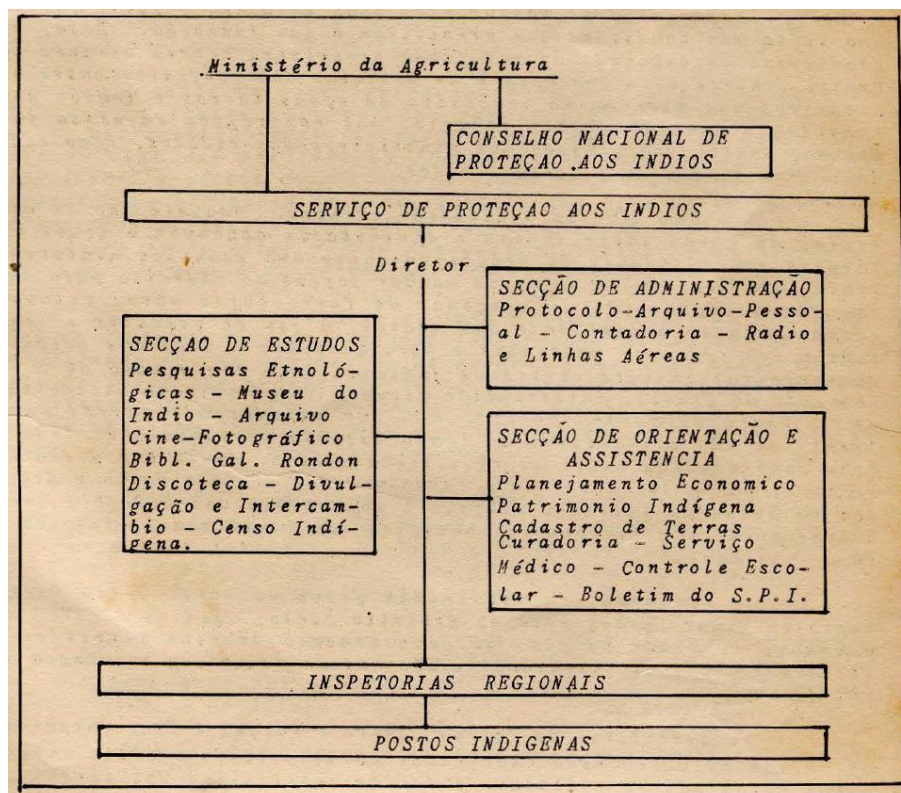 Ministério da Agricultura
CONSELHO NACIONAL DE
PROTEÇAO AOS INDIOS
SERVIÇO DE PROTEÇAO AOS INDIOS
Diretor
SECÇÃO DE ADMINISTRAÇÃO
Protocolo-Arquivo-Pesso-
al - Contadoria - Radio
e Linhas Aéreas
SECÇAO DE ESTUDOS
Pesquisas Etnoló-
gicas - Museu do
Indio - Arquivo
Cine-Fotográfico
Bibl. Gal. Rondon
Discoteca - Divul-
gação e Intercam-
bio - Censo Indí-
gena.
SECÇÃO DE ORIENTAÇÃO E
ASSISTENCIA
Planejamento Economico
Patrimonio Indígena
Cadastro de Terras
Curadoria - Serviço
Médico - Controle Esco-
lar - Boletim do S.P.I.
INSPETORIAS REGIONAIS
POSTOS INDIGENAS